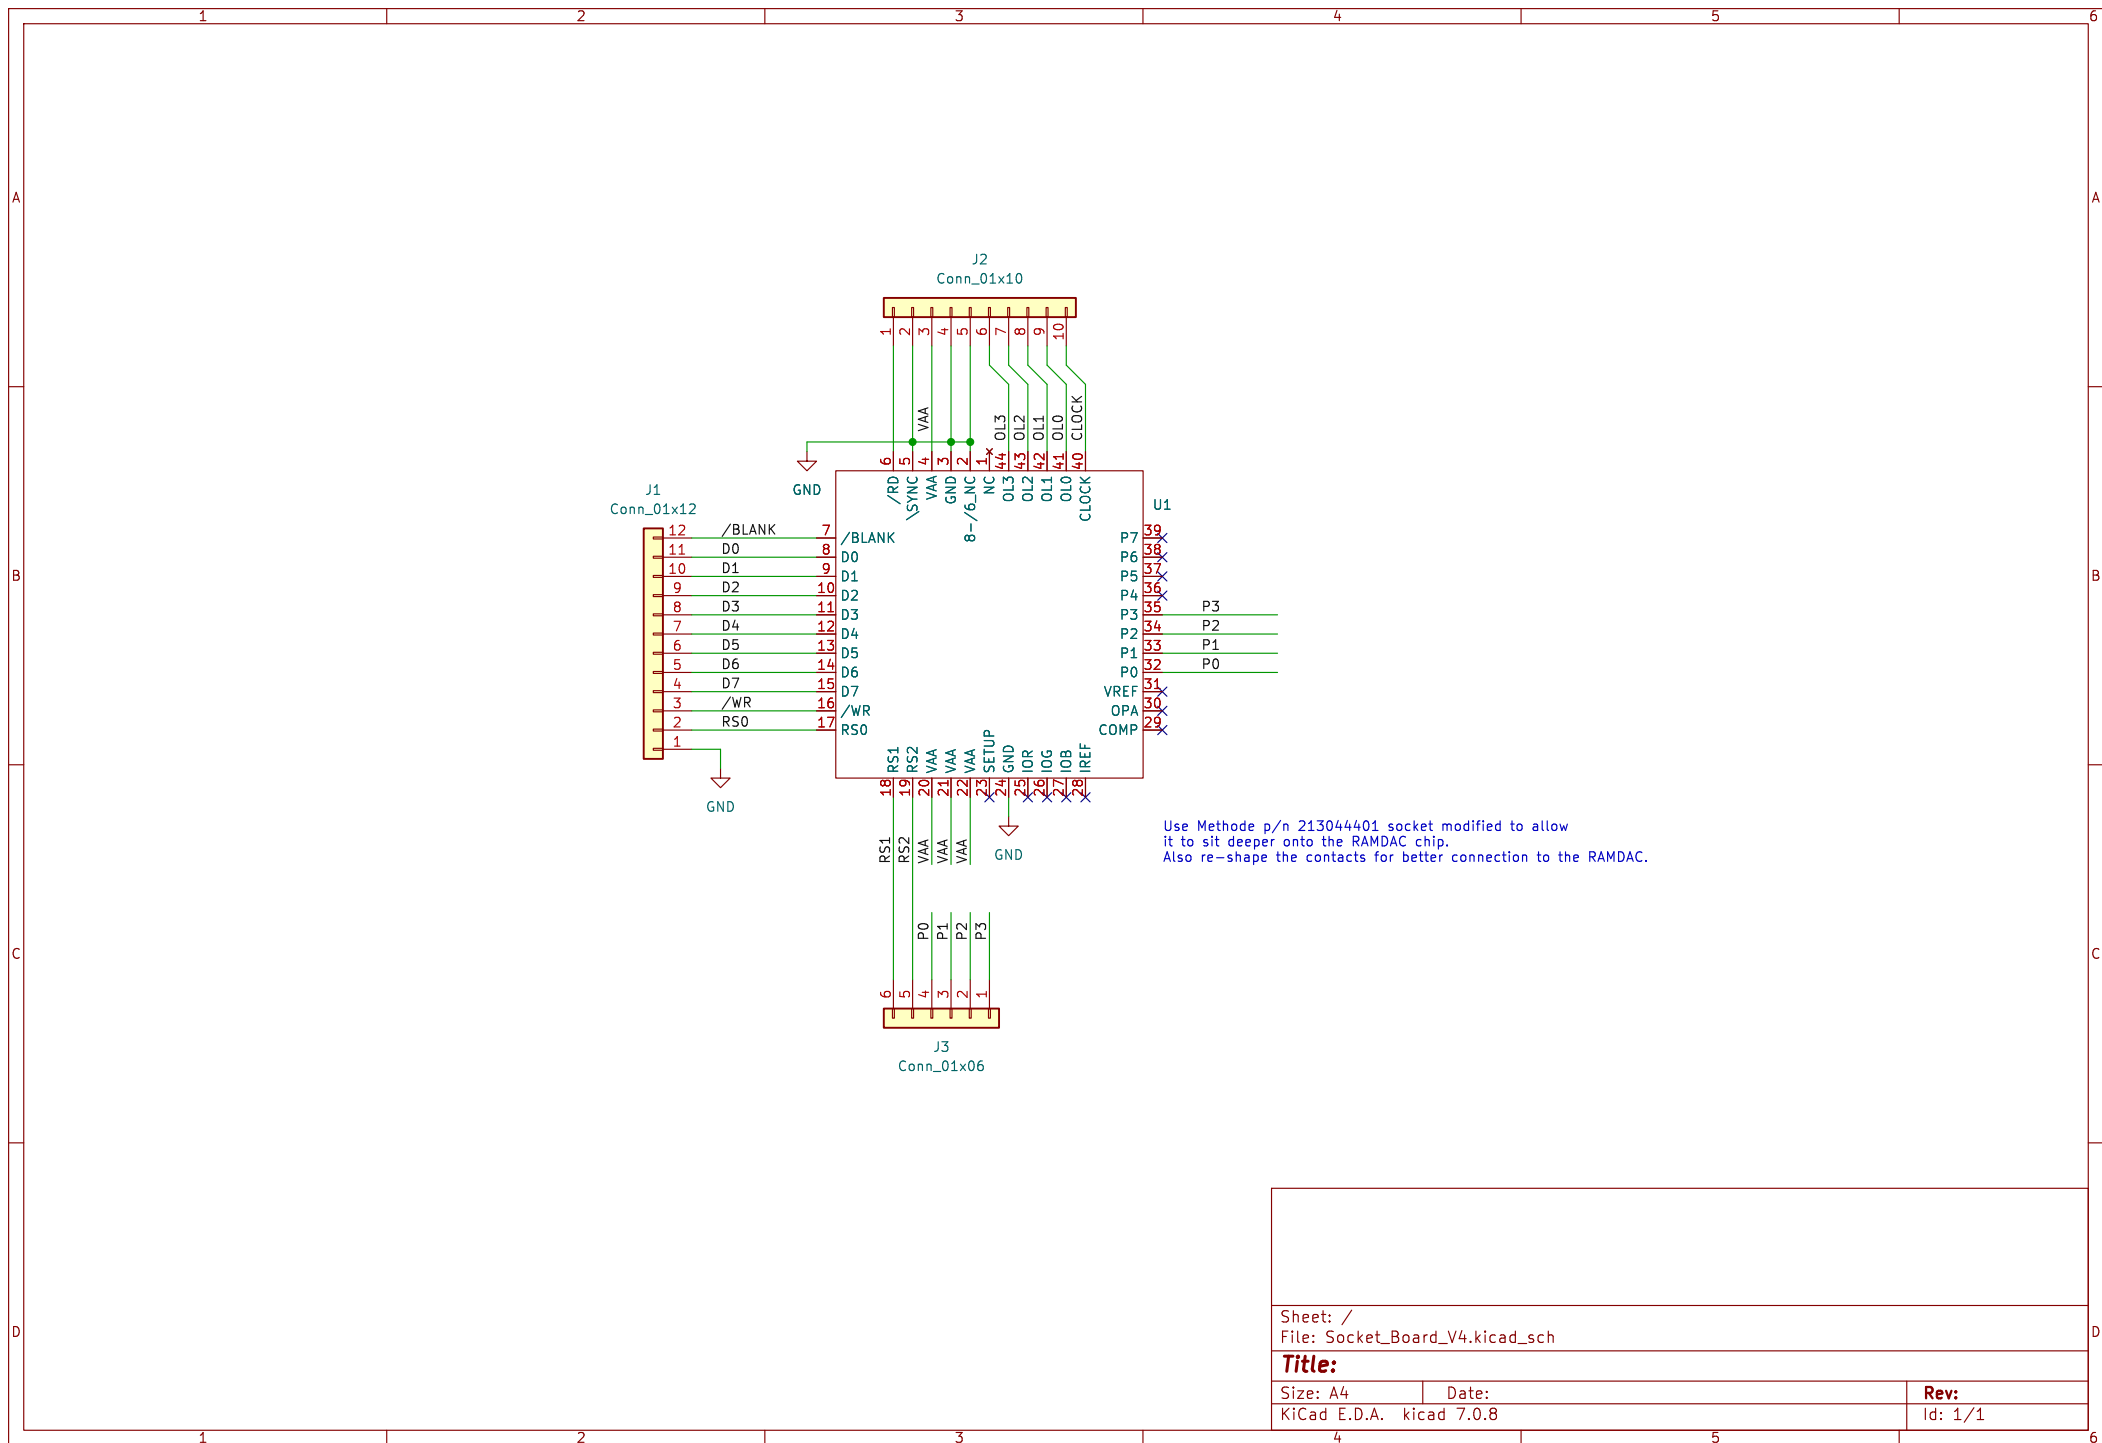 1 2 3 4 5 6
A A
J2
Conn_01x10
1 2 3 4 5 6 7 8 9 10
VAA OL3 OL2 OL1 OL0 CLOCK
6 5 4 3 2 1 44 43 42 41 40
GND
/RD \SYNC VAA GND 8-/6_NC NC OL3 OL2 OL1 OL0 CLOCK
U1
J1
Conn_01x12
12 /BLANK 7 /BLANK P7 39
11 D0 8 D0 P6 38
10 D1 9 D1 P5 37
B B
9 D2 10 D2 P4 36
8 D3 11 D3 P3 35 P3
7 D4 12 D4 P2 34 P2
6 D5 13 D5 P1 33 P1
5 D6 14 D6 P0 32 P0
4 D7 15 D7 VREF 31
3 /WR 16 /WR OPA 30
2 RS0 17 RS0 COMP 29
1
GND
RS1 RS2 VAA VAA VAA SETUP GND IOR IOG IOB IREF
18 19 20 21 22 23 24 25 26 27 28
RS1 RS2 VAA VAA VAA
GND
Use Methode p/n 213044401 socket modified to allow
it to sit deeper onto the RAMDAC chip.
Also re-shape the contacts for better connection to the RAMDAC.
P0 P1 P2 P3
C C
6 5 4 3 2 1
J3
Conn_01x06
Sheet: /
File: Socket_Board_V4.kicad_sch
D D
Title:
Size: A4 Date: Rev:
KiCad E.D.A. kicad 7.0.8 Id: 1/1
1 2 3 4 5 6